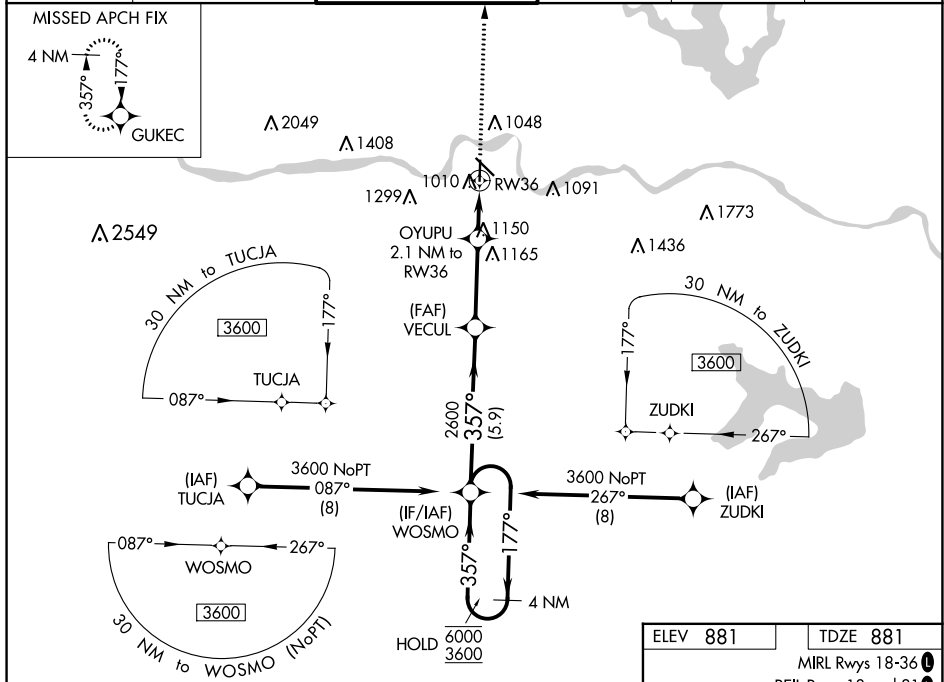 MISSED APCH FIX
4 NM
357°
177°
GUKEC
2049
1408
1048
1299
1010
RW36
1091
2549
OYUPU
2.1 NM to
RW36
1150
1165
1773
1436
30 NM to TUCJA
3600
177°
TUCJA
087°
(FAF)
VECUL
30 NM to ZUDKI
177°
3600
ZUDKI
267°
2600
357°
(5.9)
(IAF)
TUCJA
3600 NoPT
087°
(8)
(IF/IAF)
WOSMO
3600 NoPT
267°
(8)
(IAF)
ZUDKI
087°
267°
WOSMO
3600
30 NM to WOSMO (NoPT)
357°
177°
4 NM
HOLD
6000
3600
ELEV 881
TDZE 881
MIRL Rwys 18-36 L